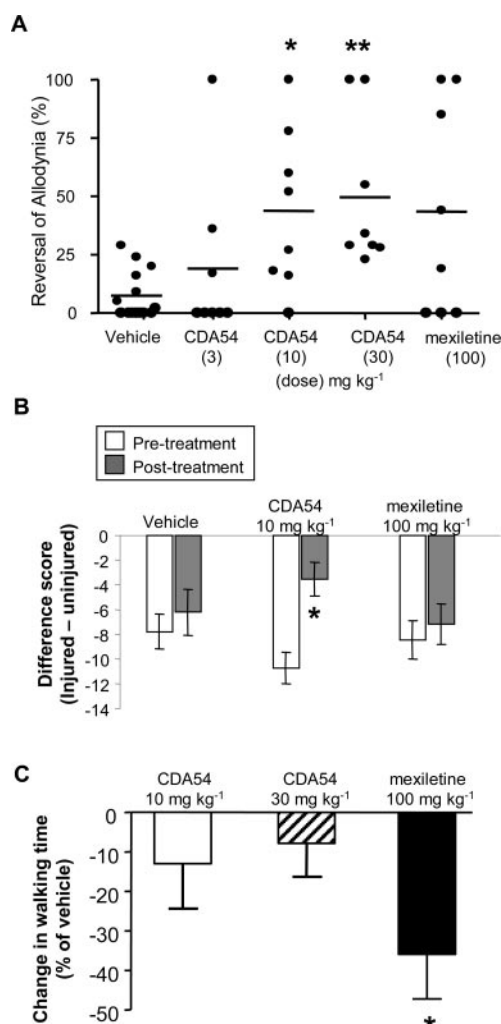 A
* **
100
75
50
25
0
Reversal of Allodynia (%)
Vehicle CDA54 CDA54 CDA54 mexiletine
(3) (10) (30) (100)
(dose) mg kg-1
B
Pre-treatment
Post-treatment
Vehicle CDA54 mexiletine
10 mg kg-1 100 mg kg-1
0
-2
-4
-6
-8
-10
-12
-14
*
Difference score
(Injured – uninjured)
C
CDA54 CDA54 mexiletine
10 mg kg-1 30 mg kg-1 100 mg kg-1
0
-10
-20
-30
-40
-50
*
Change in walking time
(% of vehicle)